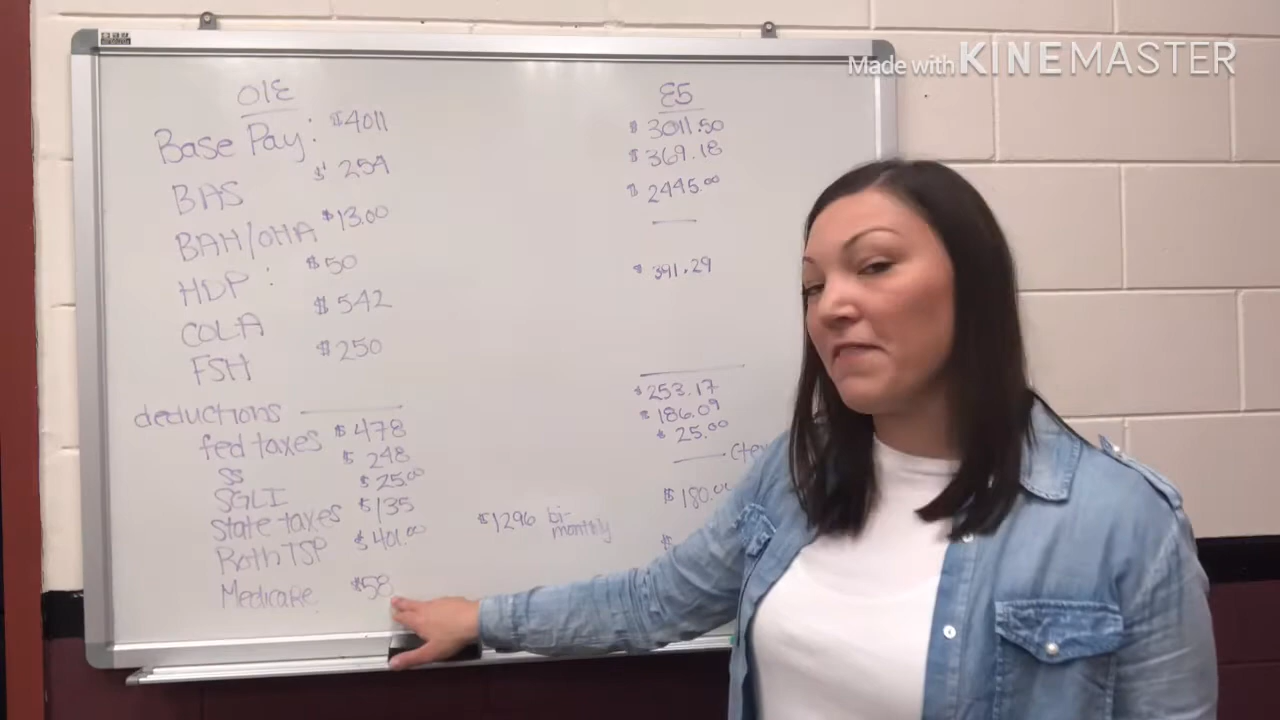 Made with KINEMASTER
O1E
Base Pay: $4011
BAS $254
BAH/OHA $13.00
HDP: $50
COLA $542
FSH $250
deductions
fed taxes $478
SS $248
SGLI $25.00
State taxes $135
Roth TSP $401.00
Medicare $58
$1296 bi-
monthly
E5
$3011.50
$369.18
$2445.00
$391.29
$253.17
$186.09
$25.00
$180.00
$